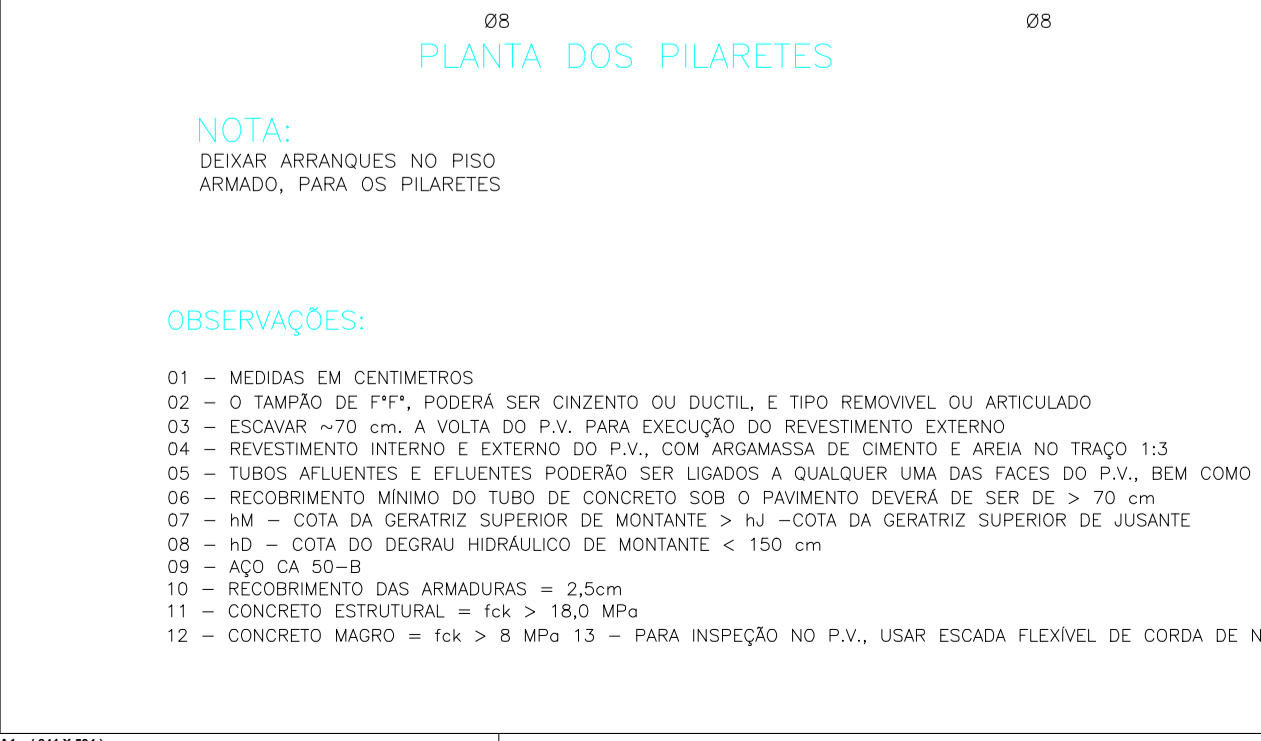 Ø8 Ø8
PLANTA DOS PILARETES
NOTA:
DEIXAR ARRANQUES NO PISO
ARMADO, PARA OS PILARETES
OBSERVAÇÕES:
01 - MEDIDAS EM CENTIMETROS
02 - O TAMPÃO DE FºFº, PODERÁ SER CINZENTO OU DUCTIL, E TIPO REMOVIVEL OU ARTICULADO
03 - ESCAVAR ~70 cm. A VOLTA DO P.V. PARA EXECUÇÃO DO REVESTIMENTO EXTERNO
04 - REVESTIMENTO INTERNO E EXTERNO DO P.V., COM ARGAMASSA DE CIMENTO E AREIA NO TRAÇO 1:3
05 - TUBOS AFLUENTES E EFLUENTES PODERÃO SER LIGADOS A QUALQUER UMA DAS FACES DO P.V., BEM COMO
06 - RECOBRIMENTO MÍNIMO DO TUBO DE CONCRETO SOB O PAVIMENTO DEVERÁ DE SER DE > 70 cm
07 - hM - COTA DA GERATRIZ SUPERIOR DE MONTANTE > hJ -COTA DA GERATRIZ SUPERIOR DE JUSANTE
08 - hD - COTA DO DEGRAU HIDRÁULICO DE MONTANTE < 150 cm
09 - AÇO CA 50-B
10 - RECOBRIMENTO DAS ARMADURAS = 2,5cm
11 - CONCRETO ESTRUTURAL = fck > 18,0 MPa
12 - CONCRETO MAGRO = fck > 8 MPa 13 - PARA INSPEÇÃO NO P.V., USAR ESCADA FLEXÍVEL DE CORDA DE N